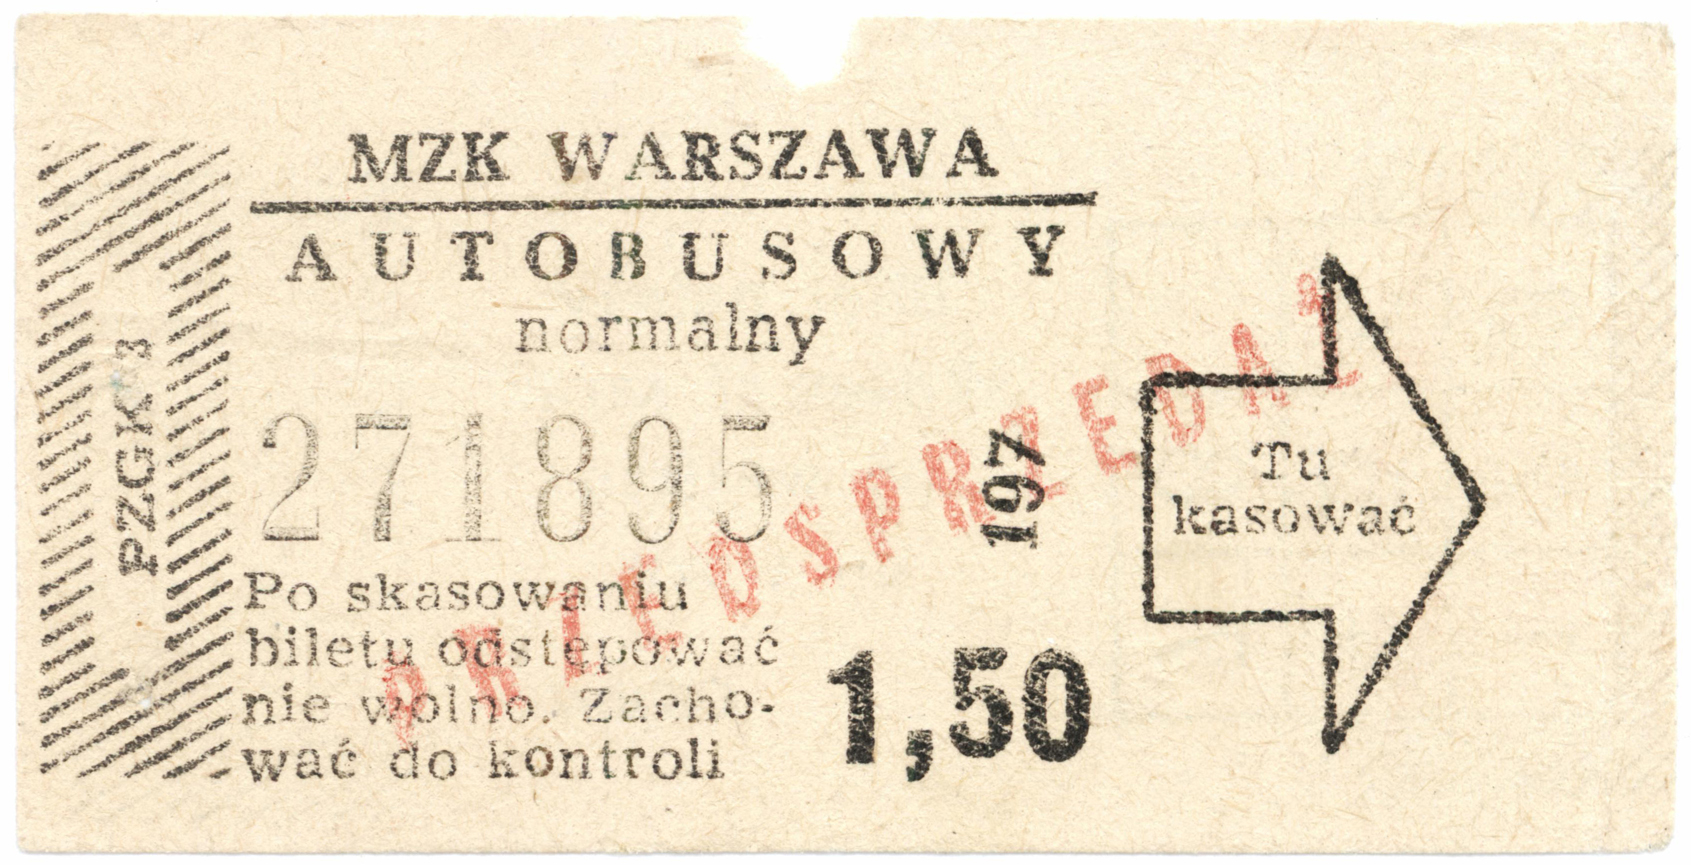 MZK WARSZAWA
AUTOBUSOWY
normalny
PZGK 3
271895
197
PRZEDSPRZEDAŻ
Tu
kasować
Po skasowaniu
biletu odstępować
nie wolno. Zacho-
wać do kontroli
1,50